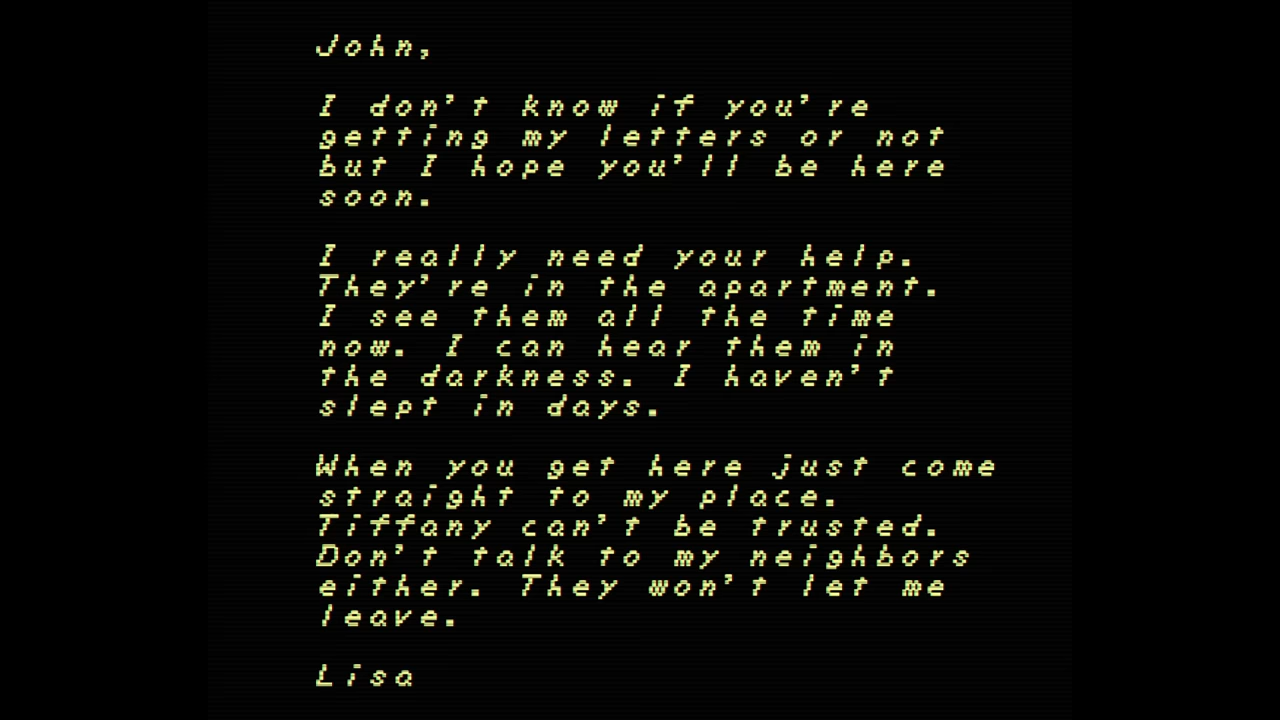 John,
I don't know if you're
getting my letters or not
but I hope you'll be here
soon.
I really need your help.
They're in the apartment.
I see them all the time
now. I can hear them in
the darkness. I haven't
slept in days.
When you get here just come
straight to my place.
Tiffany can't be trusted.
Don't talk to my neighbors
either. They won't let me
leave.
Lisa